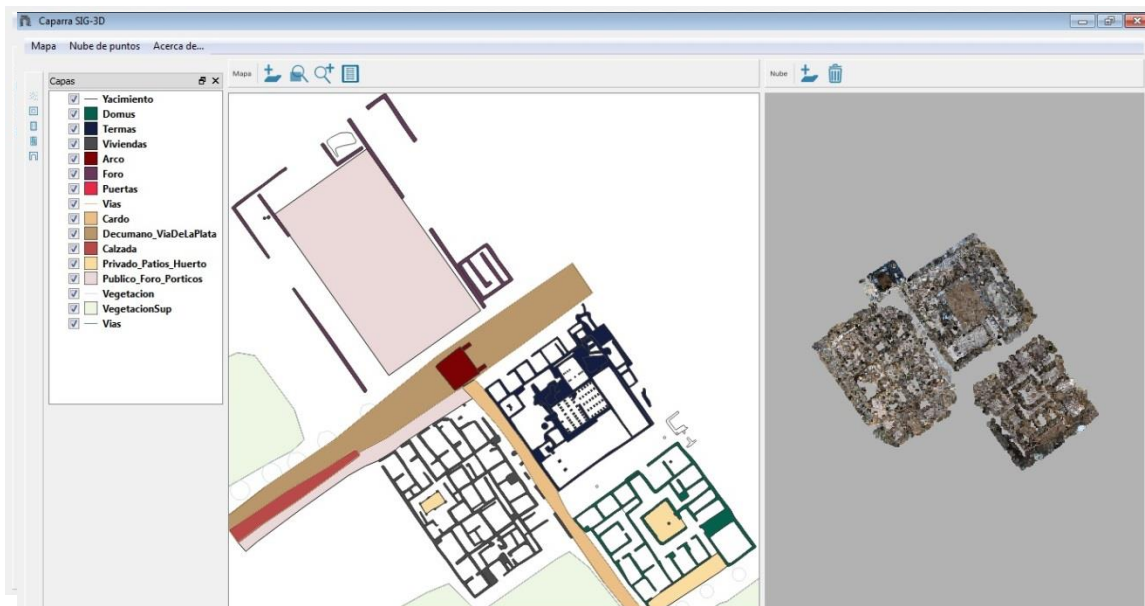 Caparra SIG-3D
Mapa Nube de puntos Acerca de...
Capas
Yacimiento
Domus
Termas
Viviendas
Arco
Foro
Puertas
Vias
Cardo
Decumano_ViaDeLaPlata
Calzada
Privado_Patios_Huerto
Publico_Foro_Porticos
Vegetacion
VegetacionSup
Vias
Mapa
Nube